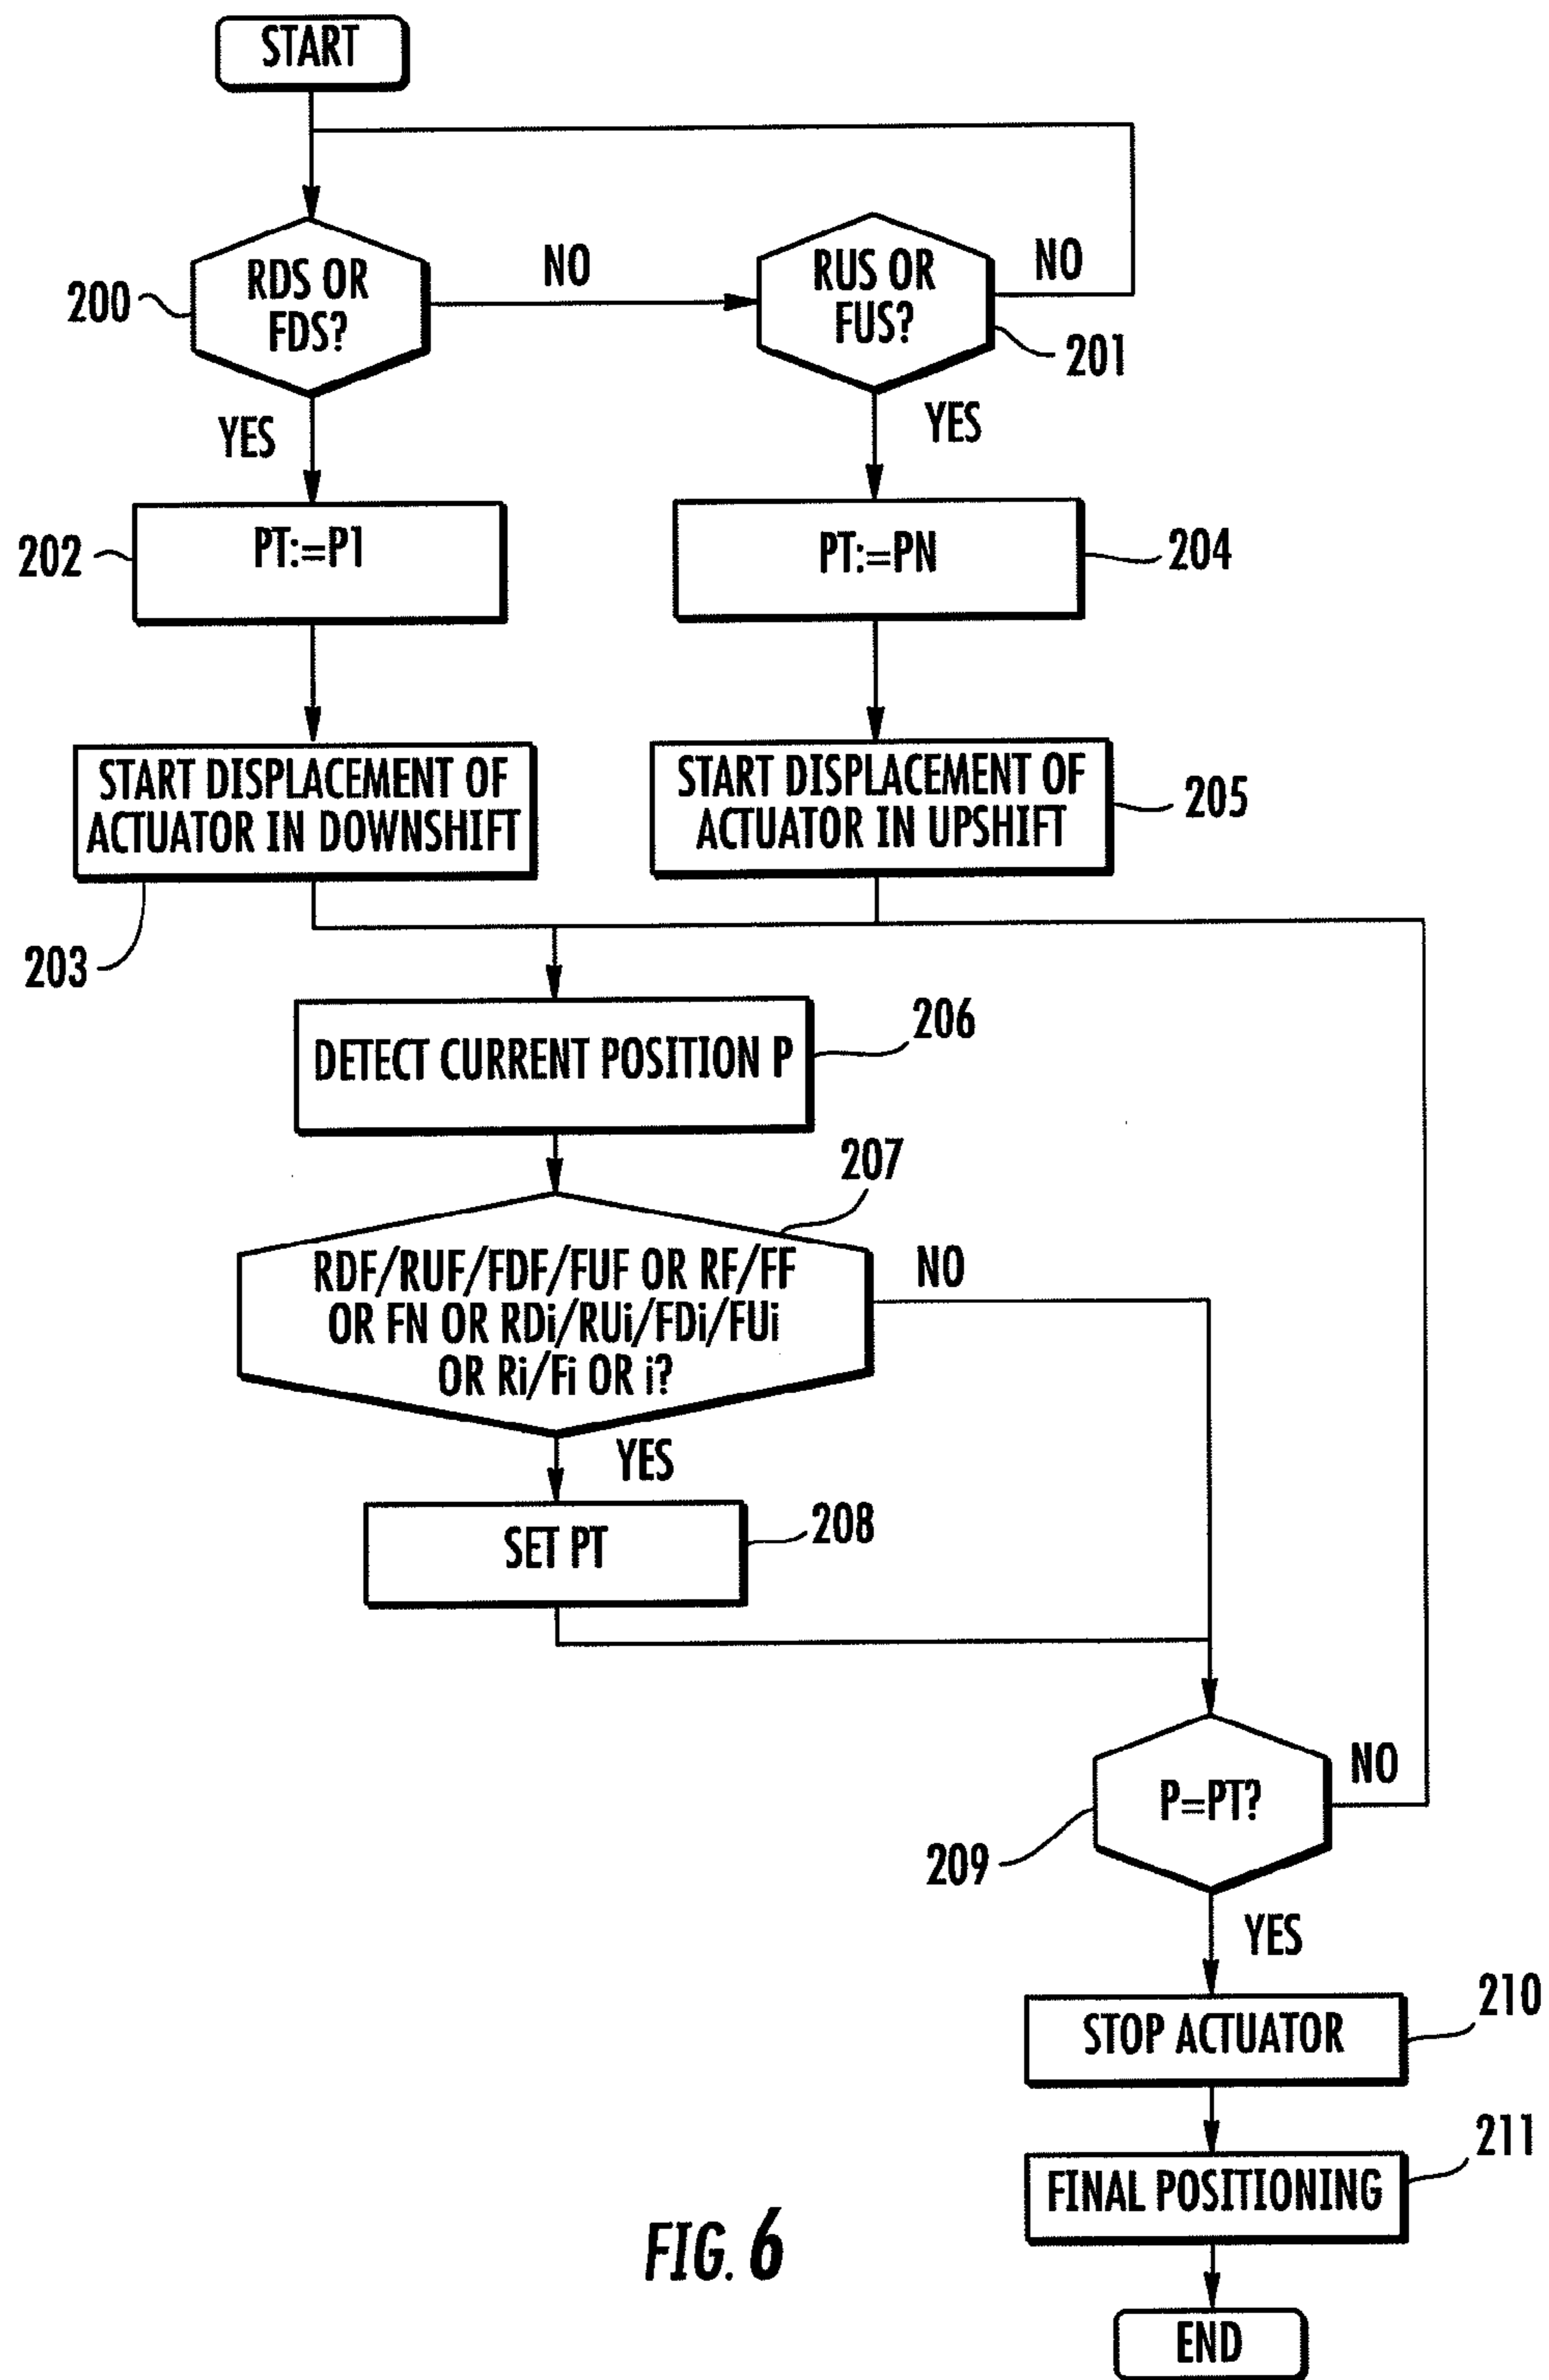 START
RDS OR
FDS?
200
NO
RUS OR
FUS?
NO
201
YES
YES
PT:=P1
202
PT:=PN
204
START DISPLACEMENT OF
ACTUATOR IN DOWNSHIFT
203
START DISPLACEMENT OF
ACTUATOR IN UPSHIFT
205
DETECT CURRENT POSITION P
206
207
RDF/RUF/FDF/FUF OR RF/FF
OR FN OR RDi/RUi/FDi/FUi
OR Ri/Fi OR i?
NO
YES
SET PT
208
P=PT?
NO
209
YES
STOP ACTUATOR
210
FINAL POSITIONING
211
END
FIG. 6